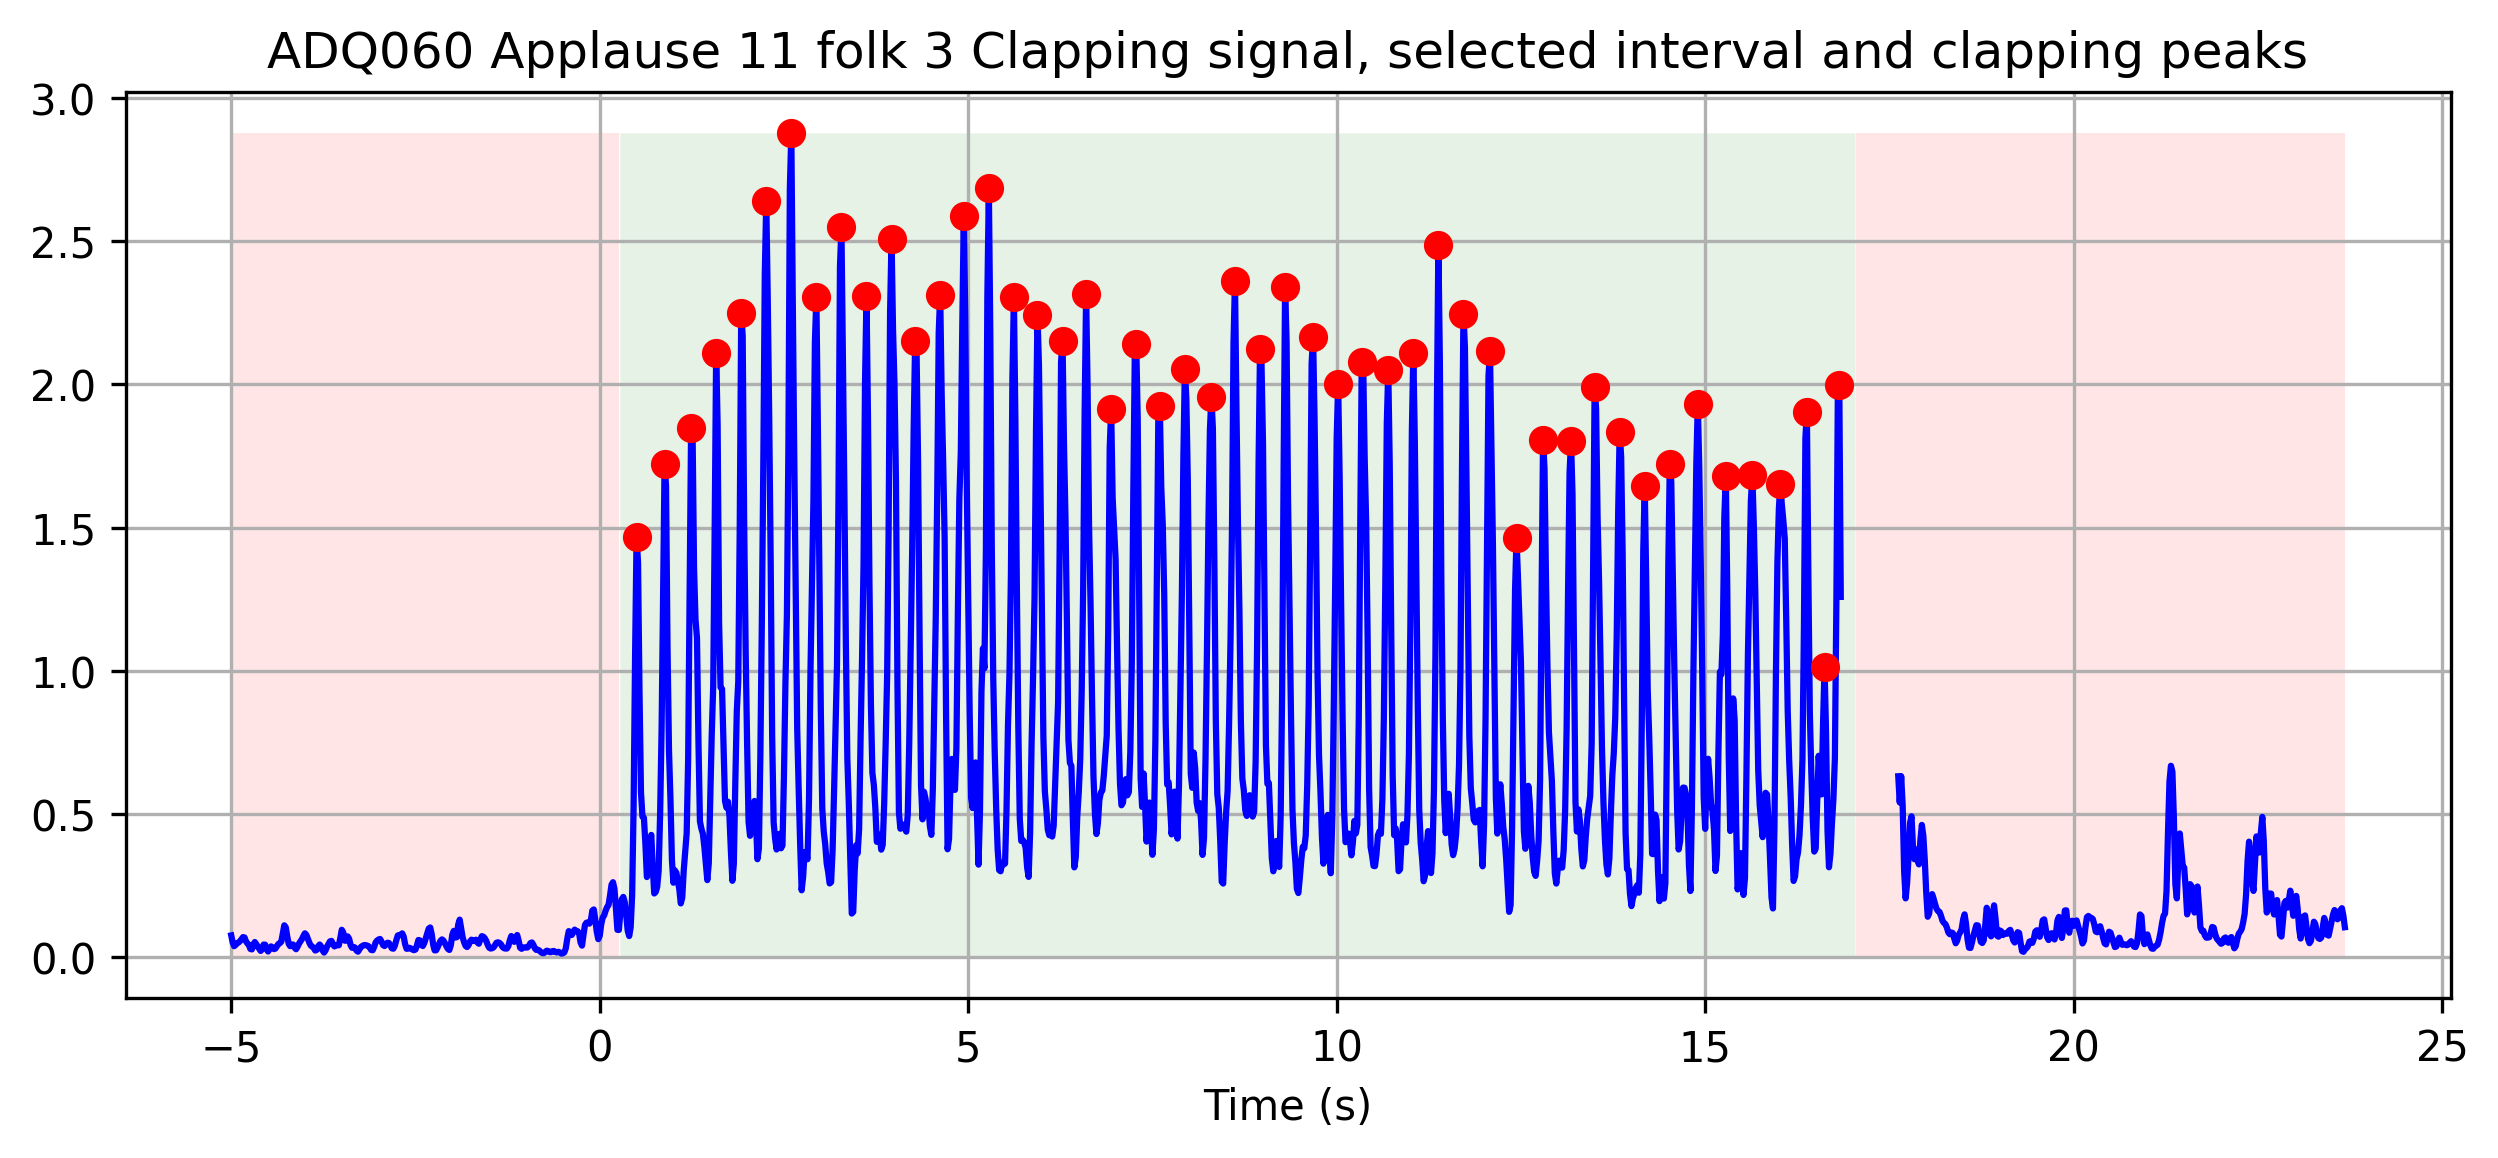 ADQ060 Applause 11 folk 3 Clapping signal, selected interval and clapping peaks
3.0
2.5
2.0
1.5
1.0
0.5
0.0
−5 0 5 10 15 20 25
Time (s)